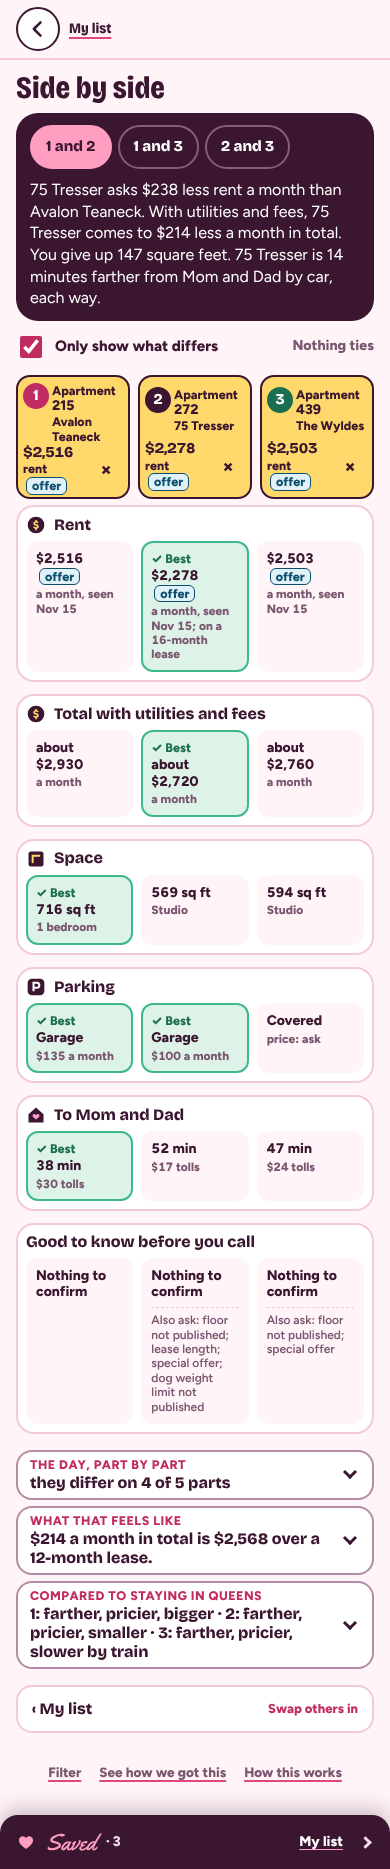 My list
Side by side
1 and 2
1 and 3
2 and 3
75 Tresser asks $238 less rent a month than
Avalon Teaneck. With utilities and fees, 75
Tresser comes to $214 less a month in total.
You give up 147 square feet. 75 Tresser is 14
minutes farther from Mom and Dad by car,
each way.
Only show what differs
Nothing ties
1
Apartment
215
Avalon
Teaneck
$2,516
rent
×
offer
2
Apartment
272
75 Tresser
$2,278
rent
×
offer
3
Apartment
439
The Wyldes
$2,503
rent
×
offer
Rent
$2,516
offer
a month, seen
Nov 15
✓ Best
$2,278
offer
a month, seen
Nov 15; on a
16-month
lease
$2,503
offer
a month, seen
Nov 15
Total with utilities and fees
about
$2,930
a month
✓ Best
about
$2,720
a month
about
$2,760
a month
Space
✓ Best
716 sq ft
1 bedroom
569 sq ft
Studio
594 sq ft
Studio
P
Parking
✓ Best
Garage
$135 a month
✓ Best
Garage
$100 a month
Covered
price: ask
To Mom and Dad
✓ Best
38 min
$30 tolls
52 min
$17 tolls
47 min
$24 tolls
Good to know before you call
Nothing to
confirm
Nothing to
confirm
Also ask: floor
not published;
lease length;
special offer;
dog weight
limit not
published
Nothing to
confirm
Also ask: floor
not published;
special offer
THE DAY, PART BY PART
they differ on 4 of 5 parts
WHAT THAT FEELS LIKE
$214 a month in total is $2,568 over a
12-month lease.
COMPARED TO STAYING IN QUEENS
1: farther, pricier, bigger · 2: farther,
pricier, smaller · 3: farther, pricier,
slower by train
‹ My list
Swap others in
Filter
See how we got this
How this works
Saved · 3
My list